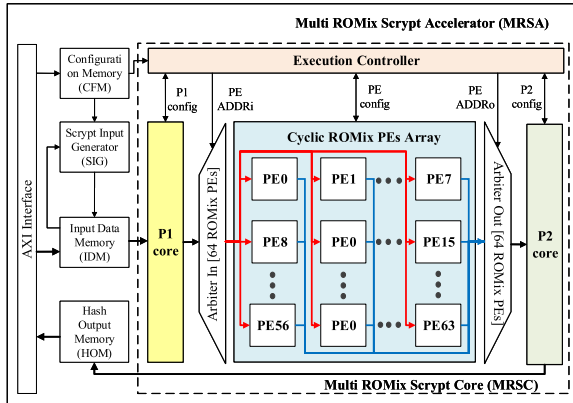 Multi ROMix Scrypt Accelerator (MRSA)
Configurati
on Memory
(CFM)
Execution Controller
P1
config
PE
ADDRi
PE
config
PE
ADDRo
P2
config
Scrypt Input
Generator
(SIG)
Cyclic ROMix PEs Array
AXI Interface
Input Data
Memory
(IDM)
P1
core
Arbiter In [64 ROMix PEs]
PE0
PE1
PE7
PE8
PE0
PE15
PE56
PE0
PE63
Arbiter Out [64 ROMix PEs]
P2
core
Hash
Output
Memory
(HOM)
Multi ROMix Scrypt Core (MRSC)